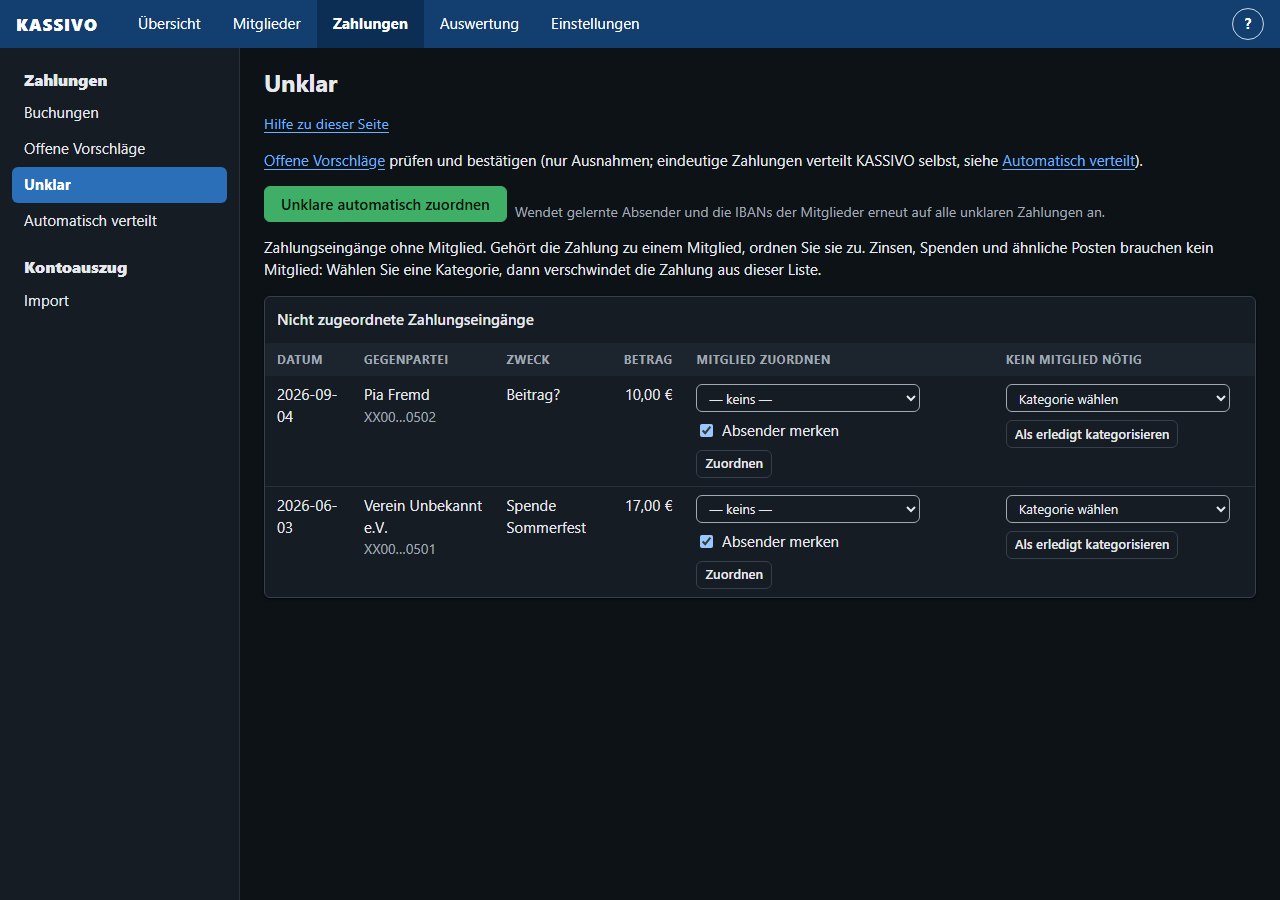 KASSIVO Übersicht Mitglieder Zahlungen Auswertung Einstellungen ?
Zahlungen
Buchungen
Offene Vorschläge
Unklar
Automatisch verteilt
Kontoauszug
Import
Unklar
Hilfe zu dieser Seite
Offene Vorschläge prüfen und bestätigen (nur Ausnahmen; eindeutige Zahlungen verteilt KASSIVO selbst, siehe Automatisch verteilt).
Unklare automatisch zuordnen Wendet gelernte Absender und die IBANs der Mitglieder erneut auf alle unklaren Zahlungen an.
Zahlungseingänge ohne Mitglied. Gehört die Zahlung zu einem Mitglied, ordnen Sie sie zu. Zinsen, Spenden und ähnliche Posten brauchen kein
Mitglied: Wählen Sie eine Kategorie, dann verschwindet die Zahlung aus dieser Liste.
Nicht zugeordnete Zahlungseingänge
DATUM GEGENPARTEI ZWECK BETRAG MITGLIED ZUORDNEN KEIN MITGLIED NÖTIG
2026-09- Pia Fremd Beitrag? 10,00 € — keins — Kategorie wählen
04 XX00…0502
Absender merken Als erledigt kategorisieren
Zuordnen
2026-06- Verein Unbekannt Spende 17,00 € — keins — Kategorie wählen
03 e.V. Sommerfest
XX00…0501 Absender merken Als erledigt kategorisieren
Zuordnen